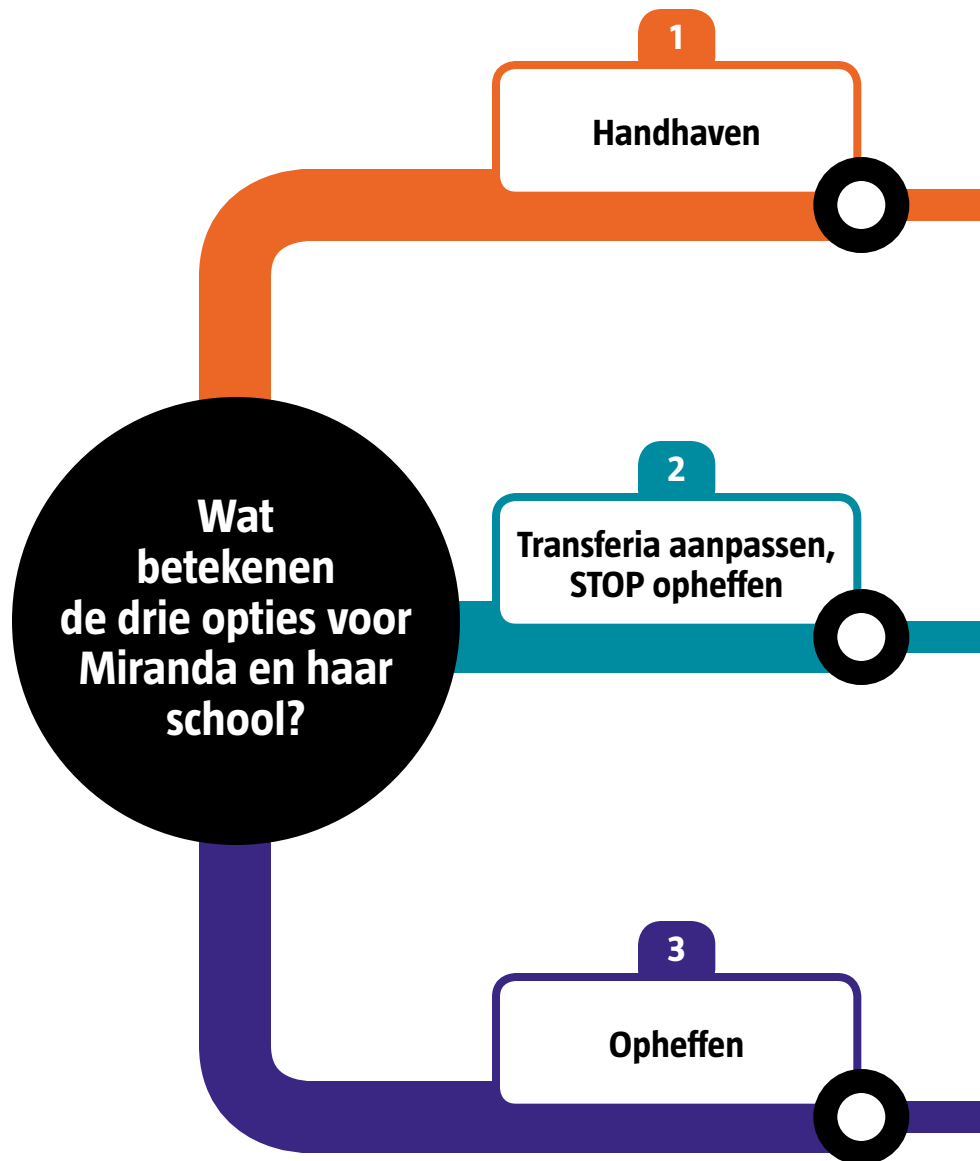 1
Handhaven
Wat
betekenen
de drie opties voor
Miranda en haar
school?
2
Transferia aanpassen,
STOP opheffen
3
Opheffen